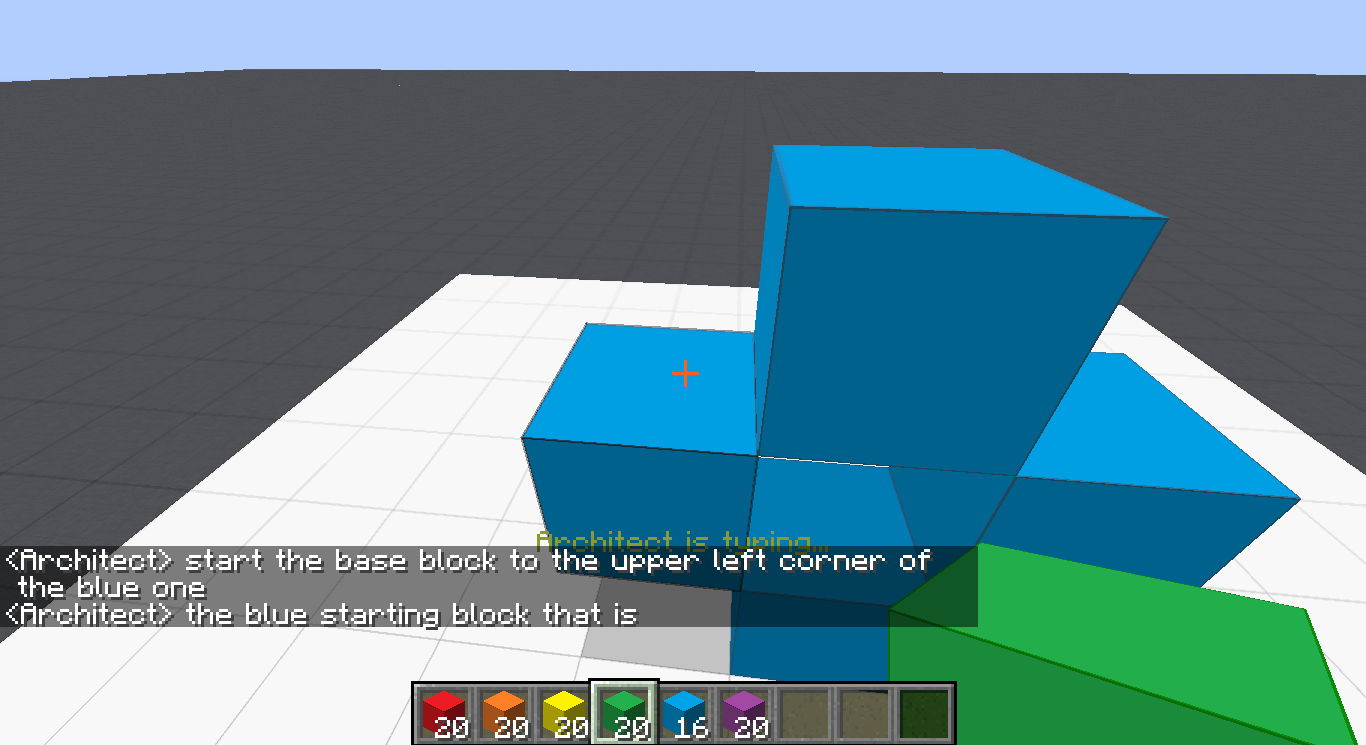 Architect is typing...
<Architect> start the base block to the upper left corner of
the blue one
<Architect> the blue starting block that is
20 20 20 20 16 20